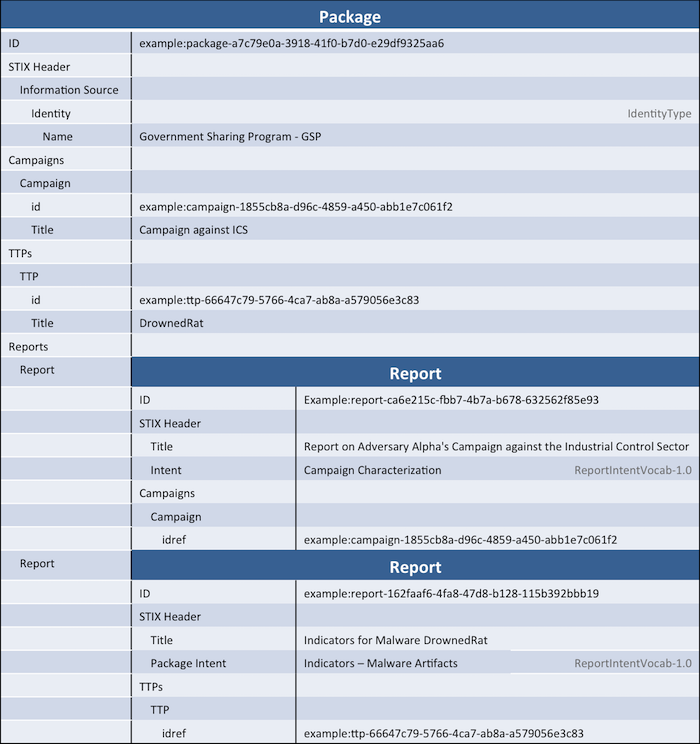 Package
ID example:package-a7c79e0a-3918-41f0-b7d0-e29df9325aa6
STIX Header
Information Source
Identity IdentityType
Name Government Sharing Program - GSP
Campaigns
Campaign
id example:campaign-1855cb8a-d96c-4859-a450-abb1e7c061f2
Title Campaign against ICS
TTPs
TTP
id example:ttp-66647c79-5766-4ca7-ab8a-a579056e3c83
Title DrownedRat
Reports
Report Report
ID Example:report-ca6e215c-fbb7-4b7a-b678-632562f85e93
STIX Header
Title Report on Adversary Alpha's Campaign against the Industrial Control Sector
Intent Campaign Characterization ReportIntentVocab-1.0
Campaigns
Campaign
idref example:campaign-1855cb8a-d96c-4859-a450-abb1e7c061f2
Report Report
ID example:report-162faaf6-4fa8-47d8-b128-115b392bbb19
STIX Header
Title Indicators for Malware DrownedRat
Package Intent Indicators – Malware Artifacts ReportIntentVocab-1.0
TTPs
TTP
idref example:ttp-66647c79-5766-4ca7-ab8a-a579056e3c83